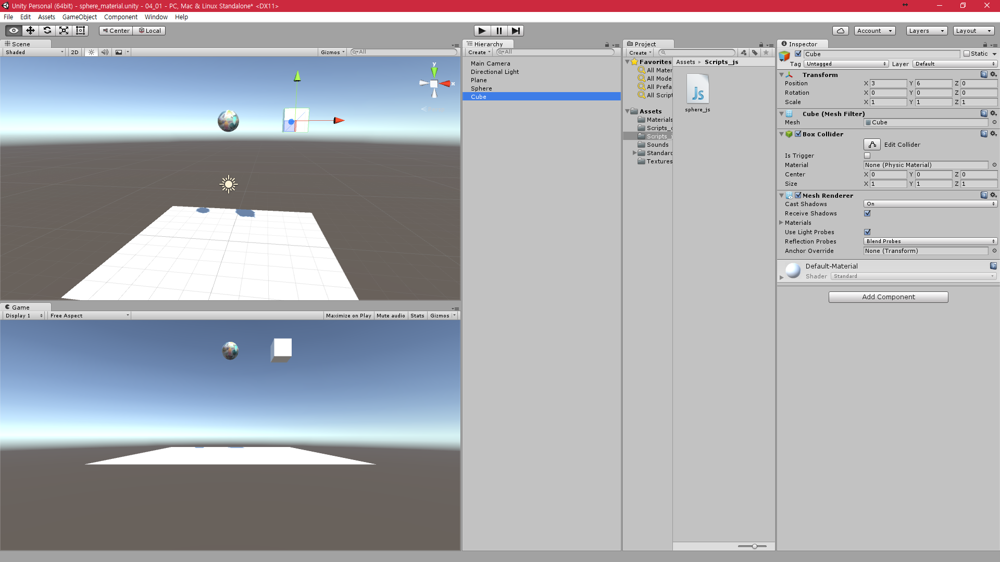 Unity Personal (64bit) - sphere_material.unity - 04_01 - PC, Mac & Linux Standalone* <DX11>
File Edit Assets GameObject Component Window Help
Center Local
Account Layers Layout
Scene
Shaded 2D Gizmos All
y
x
Game
Display 1 Free Aspect Maximize on Play Mute audio Stats Gizmos
Hierarchy
Create All
Main Camera
Directional Light
Plane
Sphere
Cube
Project
Create
Favorites
All Mater
All Mode
All Prefa
All Script
Assets
Materials
Scripts_c
Scripts_j
Sounds
Standard
Textures
Assets Scripts_js
Js
sphere_js
Inspector
Cube Static
Tag Untagged Layer Default
Transform
Position X 3 Y 6 Z 0
Rotation X 0 Y 0 Z 0
Scale X 1 Y 1 Z 1
Cube (Mesh Filter)
Mesh Cube
Box Collider
Edit Collider
Is Trigger
Material None (Physic Material)
Center X 0 Y 0 Z 0
Size X 1 Y 1 Z 1
Mesh Renderer
Cast Shadows On
Receive Shadows
Materials
Use Light Probes
Reflection Probes Blend Probes
Anchor Override None (Transform)
Default-Material
Shader Standard
Add Component